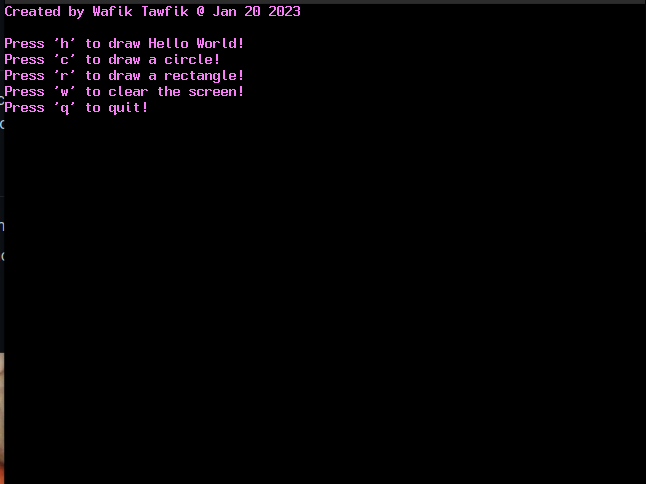 Created by Wafik Tawfik @ Jan 20 2023
Press 'h' to draw Hello World!
Press 'c' to draw a circle!
Press 'r' to draw a rectangle!
Press 'w' to clear the screen!
Press 'q' to quit!